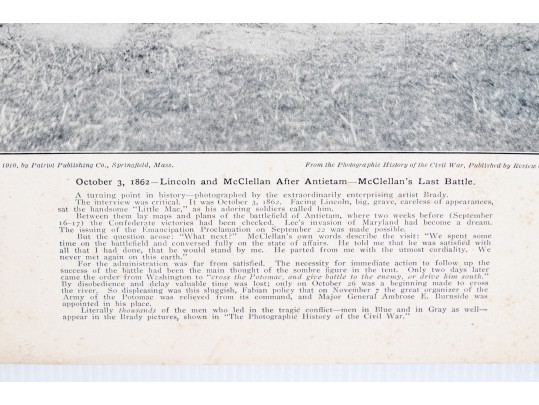 1910, by Patriot Publishing Co., Springfield, Mass.
From the Photographic History of the Civil War, Published by Review
October 3, 1862—Lincoln and McClellan After Antietam—McClellan's Last Battle.
A turning point in history—photographed by the extraordinarily enterprising artist Brady.
The interview was critical. It was October 3, 1862. Facing Lincoln, big, grave, careless of appearances,
sat the handsome "Little Mac," as his adoring soldiers called him.
Between them lay maps and plans of the battlefield of Antietam, where two weeks before (September
16-17) the Confederate victories had been checked. Lee's invasion of Maryland had become a dream.
The issuing of the Emancipation Proclamation on September 22 was made possible.
But the question arose: "What next?" McClellan's own words describe the visit: "We spent some
time on the battlefield and conversed fully on the state of affairs. He told me that he was satisfied with
all that I had done, that he would stand by me. He parted from me with the utmost cordiality. We
never met again on this earth."
For the administration was far from satisfied. The necessity for immediate action to follow up the
success of the battle had been the main thought of the sombre figure in the tent. Only two days later
came the order from Washington to "cross the Potomac, and give battle to the enemy, or drive him south."
By disobedience and delay valuable time was lost; only on October 26 was a beginning made to cross
the river. So displeasing was this sluggish, Fabian policy that on November 7 the great organizer of the
Army of the Potomac was relieved from its command, and Major General Ambrose E. Burnside was
appointed in his place.
Literally thousands of the men who led in the tragic conflict—men in Blue and in Gray as well—
appear in the Brady pictures, shown in "The Photographic History of the Civil War."